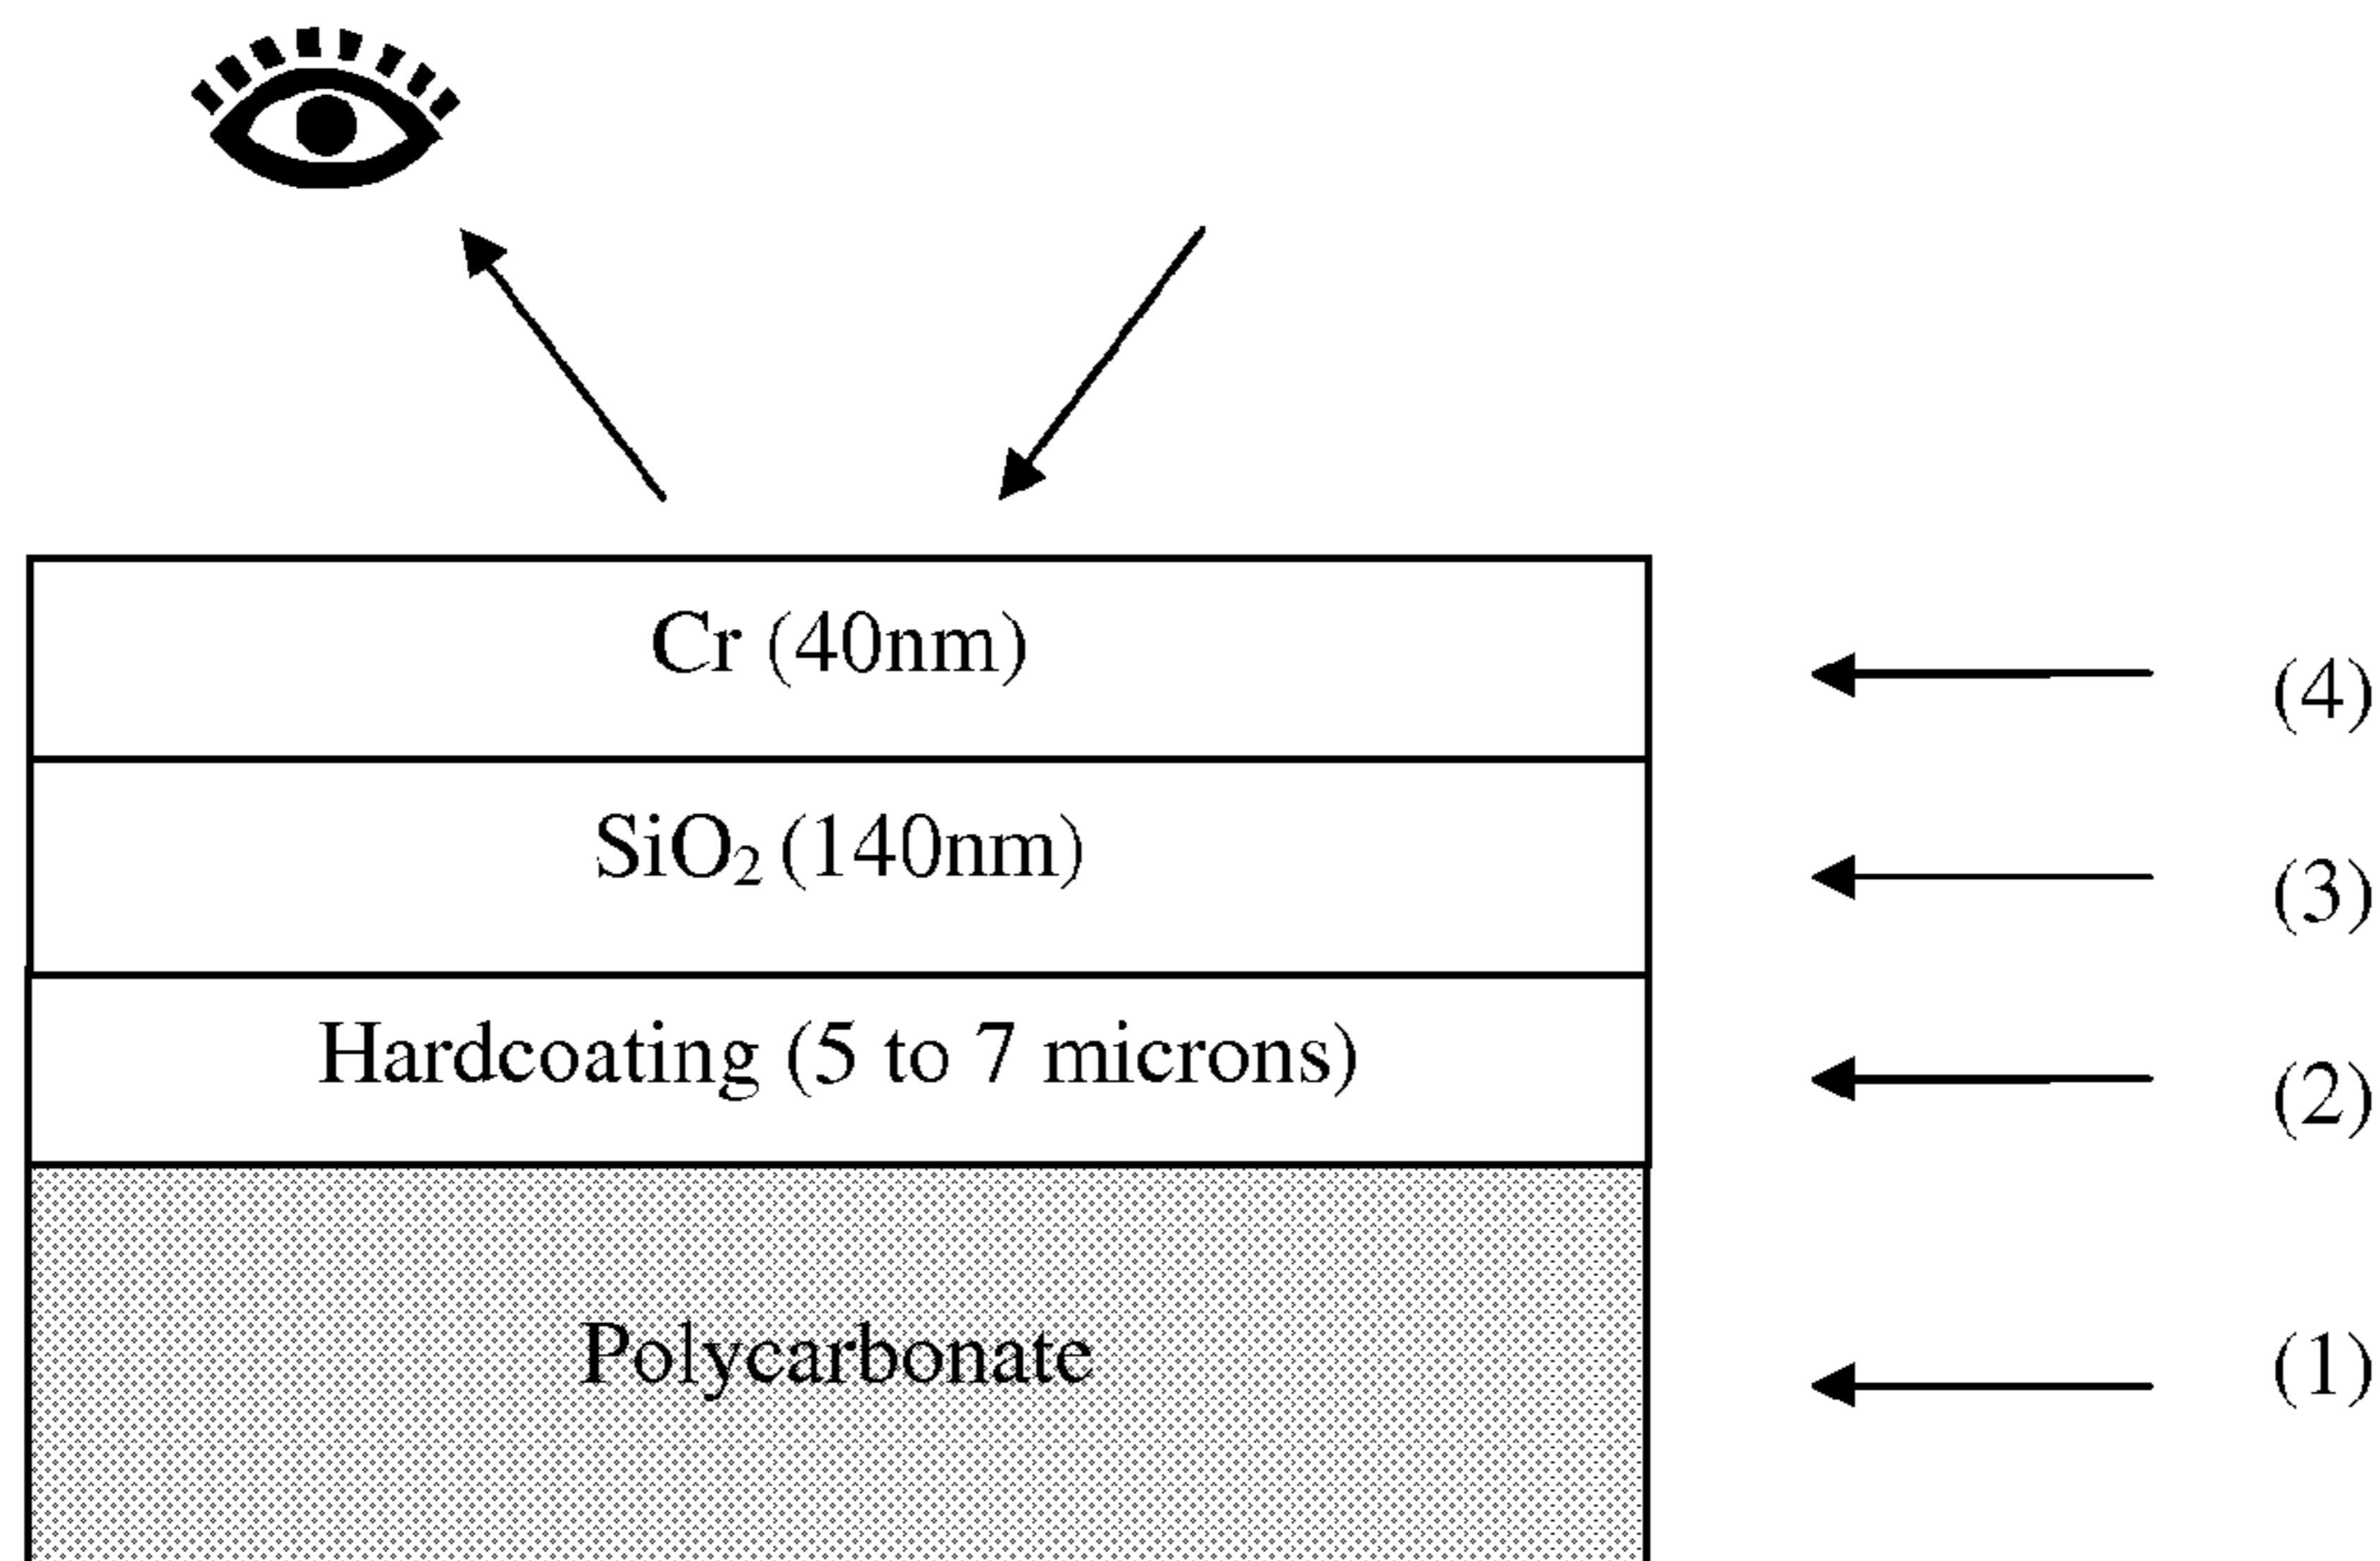 Cr (40nm)
(4)
SiO₂ (140nm)
(3)
Hardcoating (5 to 7 microns)
(2)
Polycarbonate
(1)